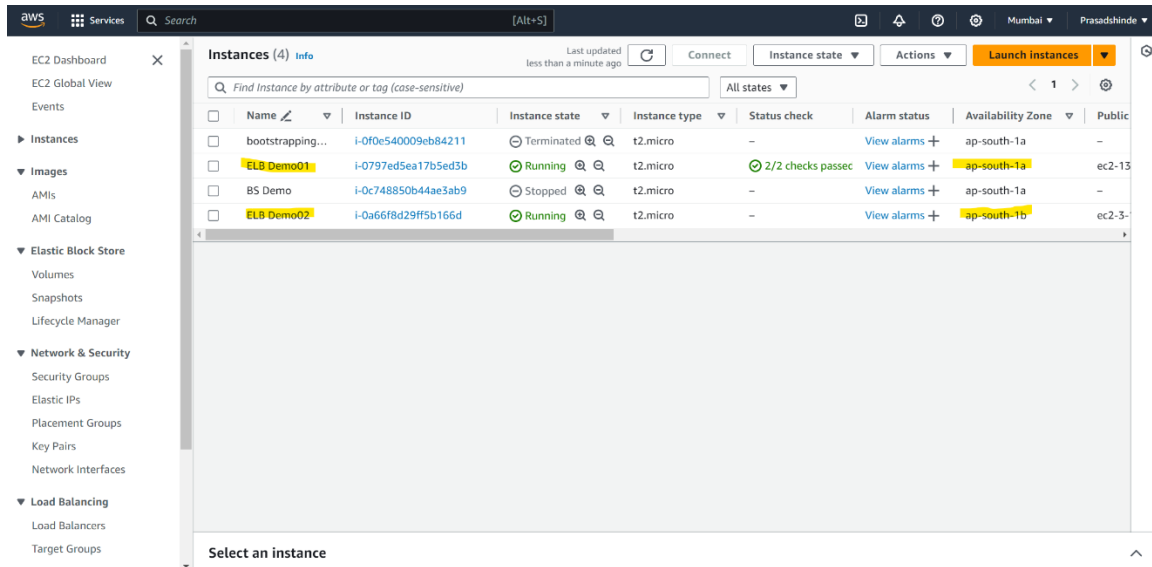 aws Services Search [Alt+S] Mumbai Prasadshinde
EC2 Dashboard
EC2 Global View
Events
Instances
Images
AMIs
AMI Catalog
Elastic Block Store
Volumes
Snapshots
Lifecycle Manager
Network & Security
Security Groups
Elastic IPs
Placement Groups
Key Pairs
Network Interfaces
Load Balancing
Load Balancers
Target Groups
Instances (4) Info
Last updated
less than a minute ago
Connect Instance state Actions Launch instances
Find Instance by attribute or tag (case-sensitive) All states 1
Name Instance ID Instance state Instance type Status check Alarm status Availability Zone Public
bootstrapping... i-0f0e540009eb84211 Terminated t2.micro – View alarms + ap-south-1a –
ELB Demo01 i-0797ed5ea17b5ed3b Running t2.micro 2/2 checks passed View alarms + ap-south-1a ec2-13
BS Demo i-0c748850b44ae3ab9 Stopped t2.micro – View alarms + ap-south-1a –
ELB Demo02 i-0a66f8d29ff5b166d Running t2.micro – View alarms + ap-south-1b ec2-3-
Select an instance